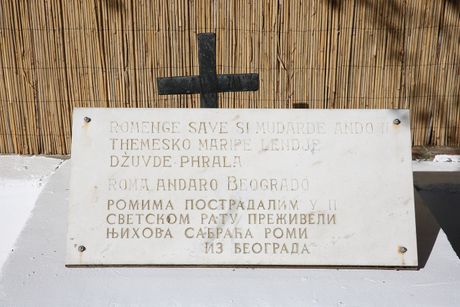 ROMENGE SAVE SI MUDARDE ANDO II
THEMESKO MARIPE LENDJE
DŽUVDE PHRALA
ROMA ANDARO BEOGRADO
РОМИМА ПОСТРАДАЛИМ У II
СВЕТСКОМ РАТУ ПРЕЖИВЕЛИ
ЊИХОВА САБРАЋА РОМИ
ИЗ БЕОГРАДА